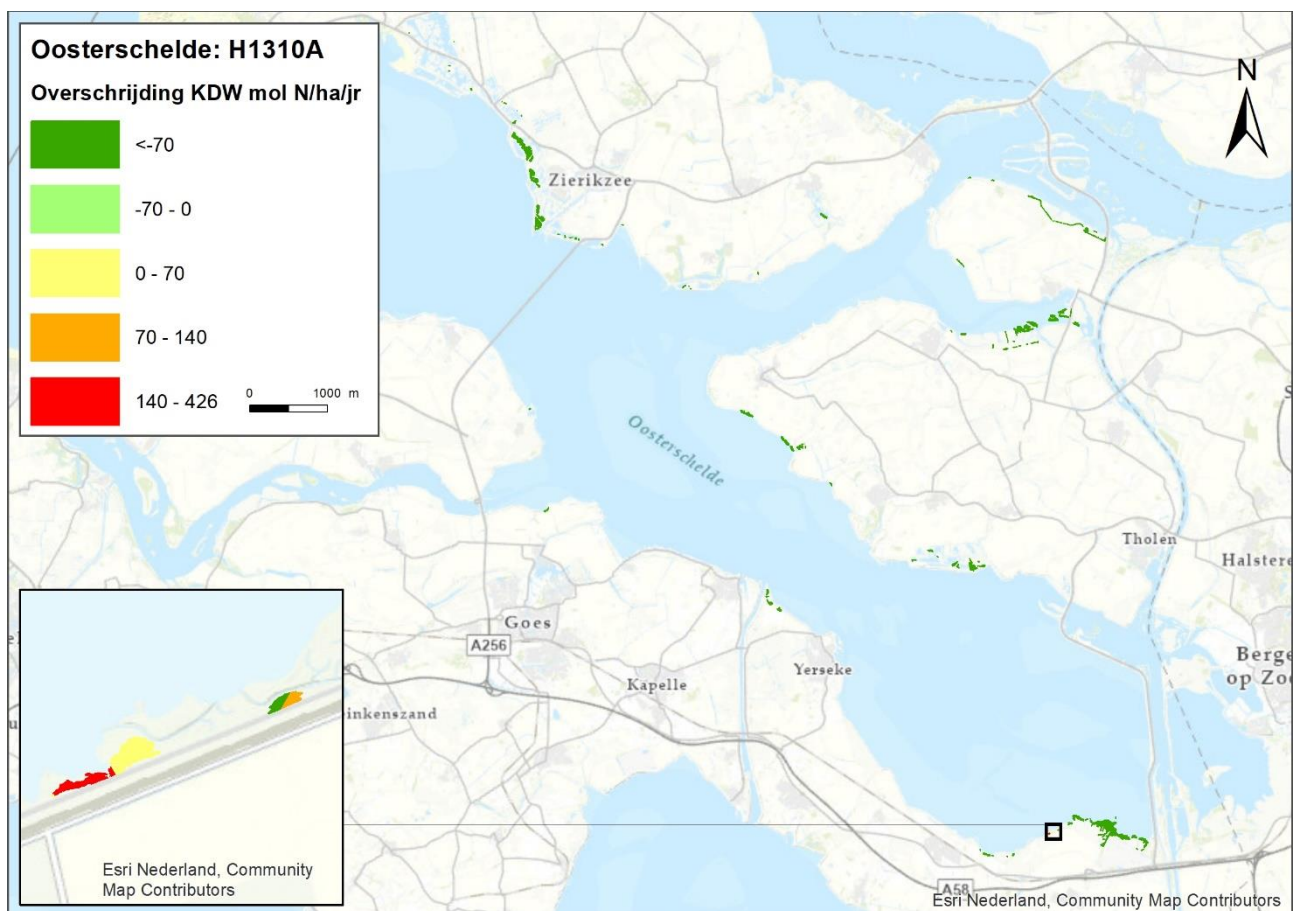 Oosterschelde: H1310A
Overschrijding KDW mol N/ha/jr
<-70
-70 - 0
0 - 70
70 - 140
140 - 426
0 1000 m
N
Zierikzee
Oosterschelde
Tholen
Halstere
Berge
op Zoo
Goes
A256
Kapelle
Yerseke
inkenszand
A58
Esri Nederland, Community
Map Contributors
Esri Nederland, Community Map Contributors